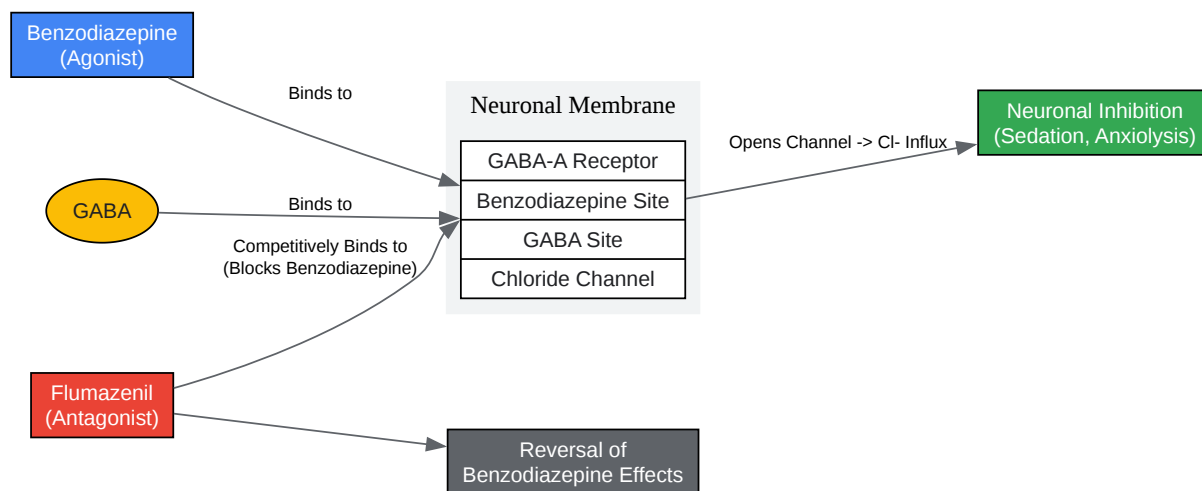 Benzodiazepine
(Agonist)
Binds to
Neuronal Membrane
GABA-A Receptor
Benzodiazepine Site
GABA Site
Chloride Channel
Opens Channel -> Cl- Influx
Neuronal Inhibition
(Sedation, Anxiolysis)
GABA
Binds to
Competitively Binds to
(Blocks Benzodiazepine)
Flumazenil
(Antagonist)
Reversal of
Benzodiazepine Effects